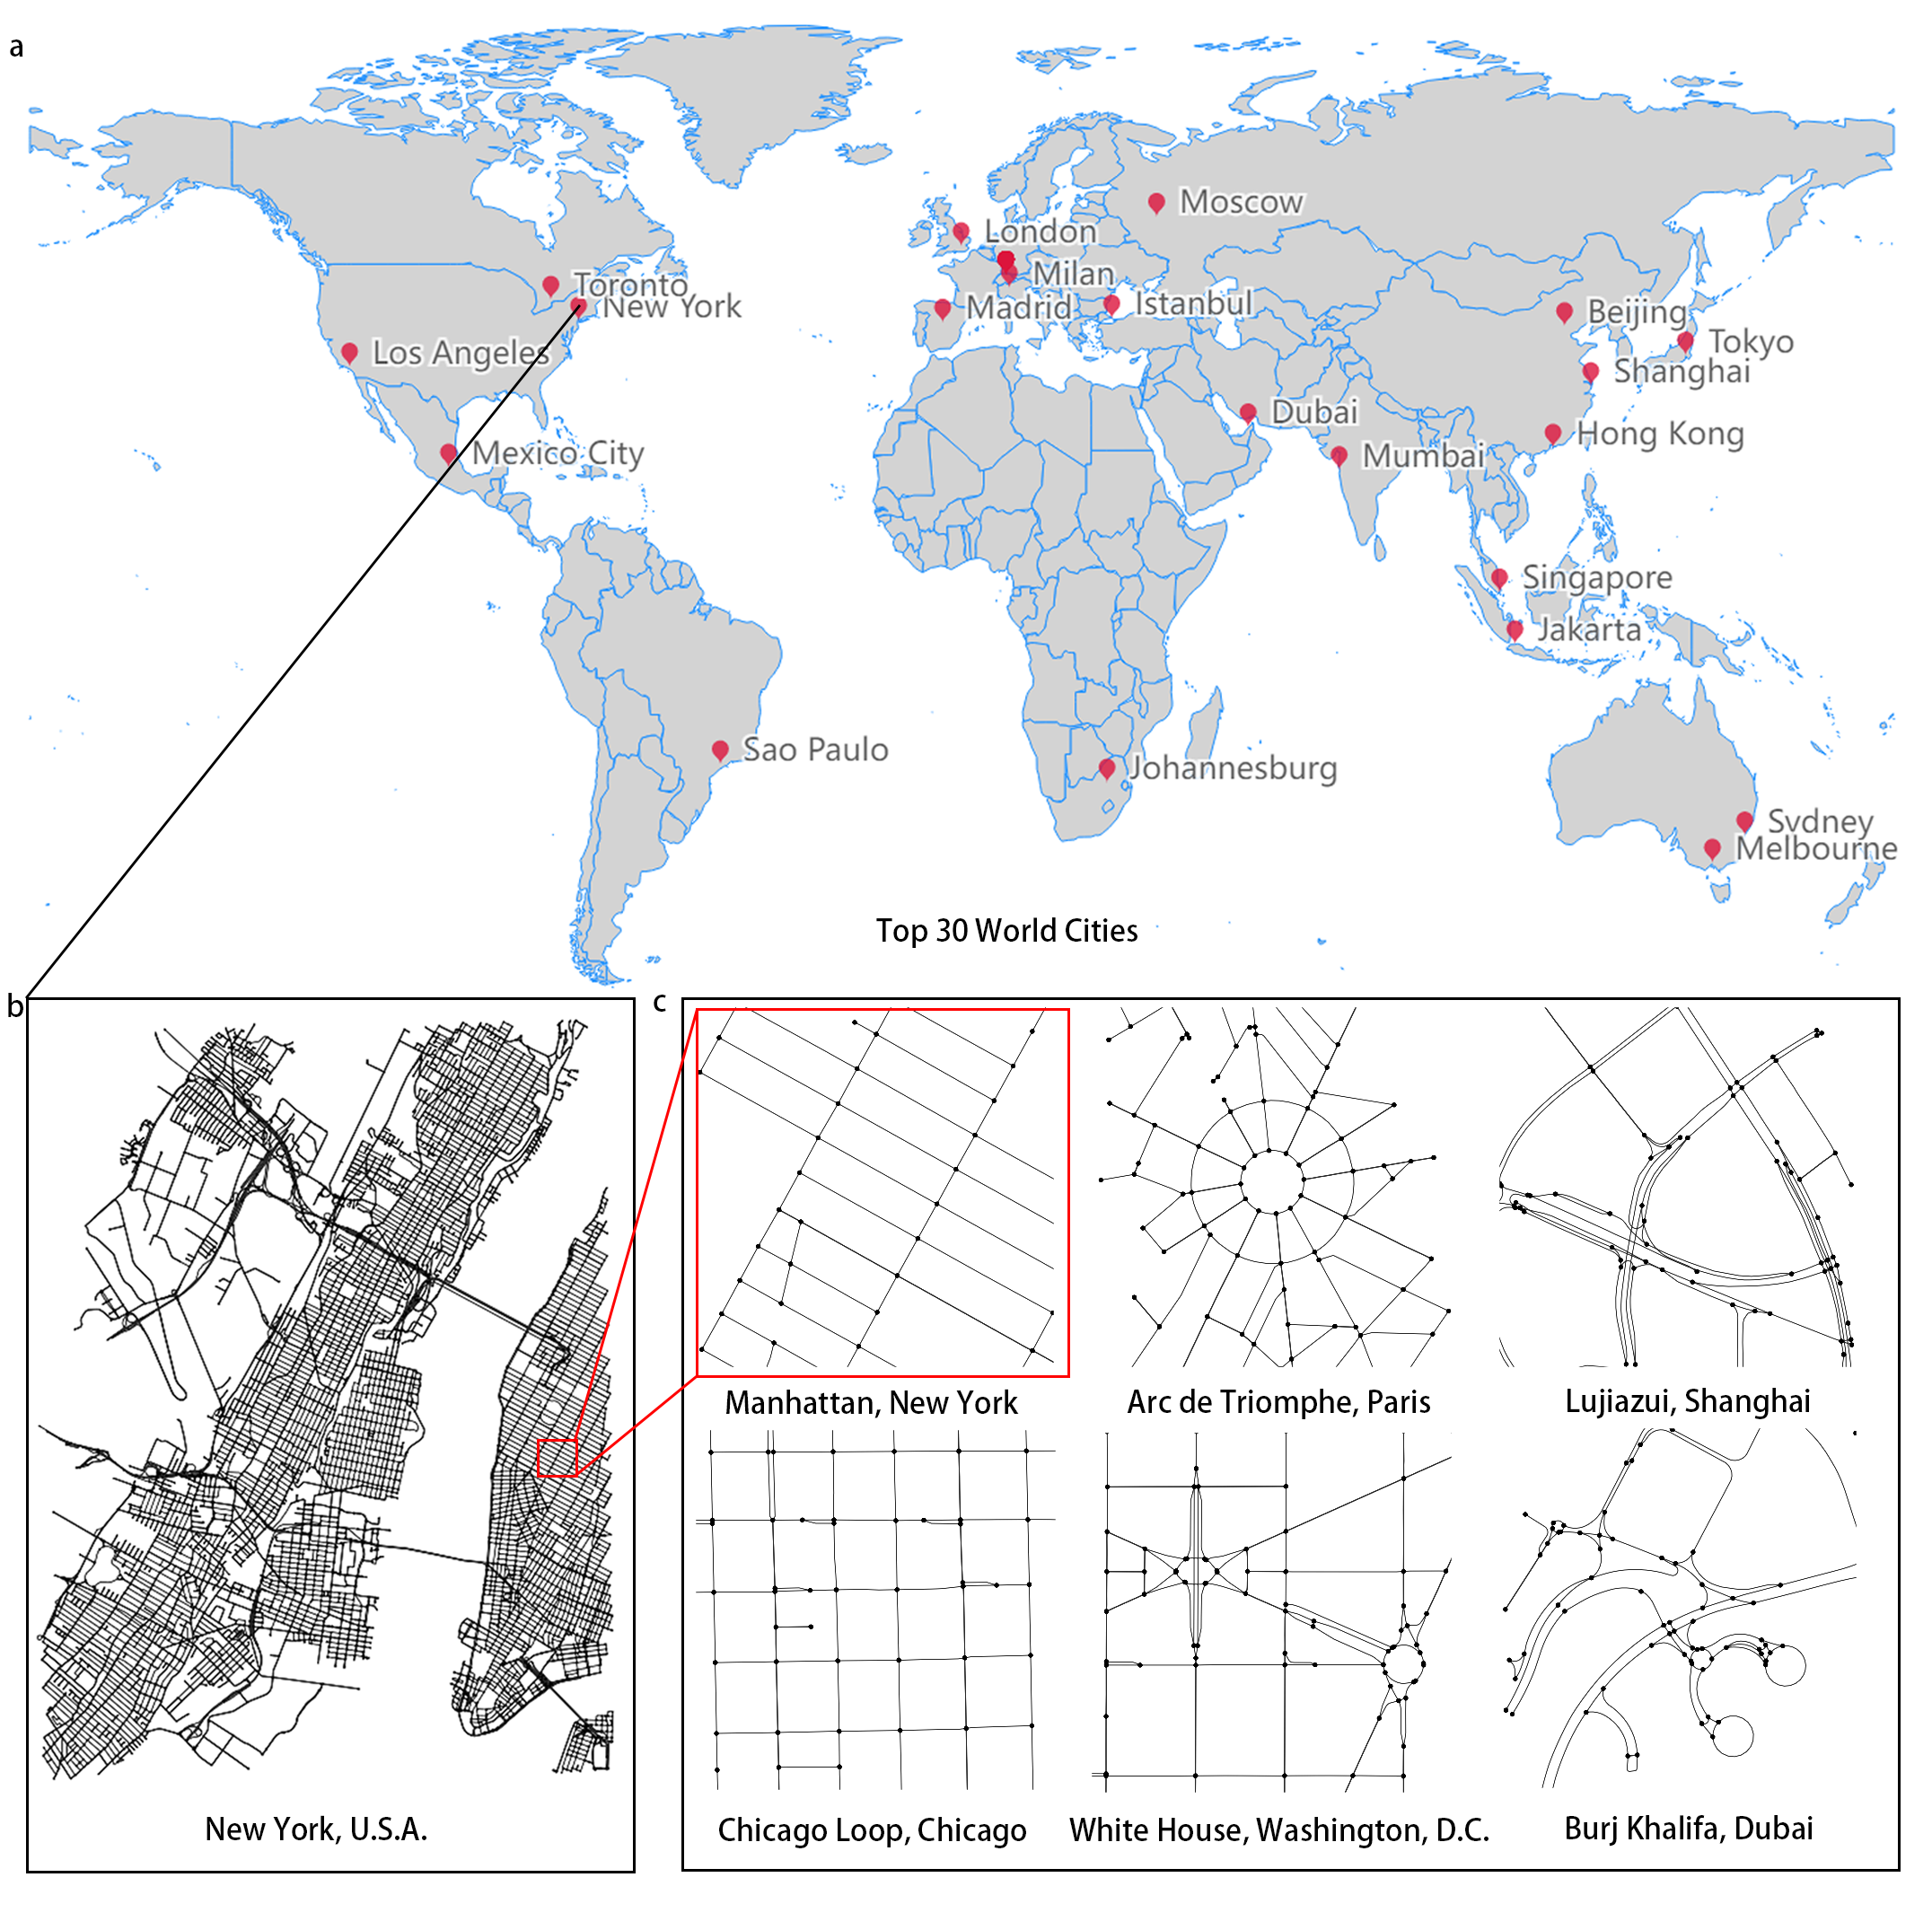 a
Moscow
London
Toronto
Milan
New York
Madrid
Istanbul
Beijing
Tokyo
Los Angeles
Shanghai
Dubai
Hong Kong
Mexico City
Mumbai
Singapore
Jakarta
Sao Paulo
Johannesburg
Sydney
Melbourne
Top 30 World Cities
b
c
Manhattan, New York
Arc de Triomphe, Paris
Lujiazui, Shanghai
New York, U.S.A.
Chicago Loop, Chicago
White House, Washington, D.C.
Burj Khalifa, Dubai